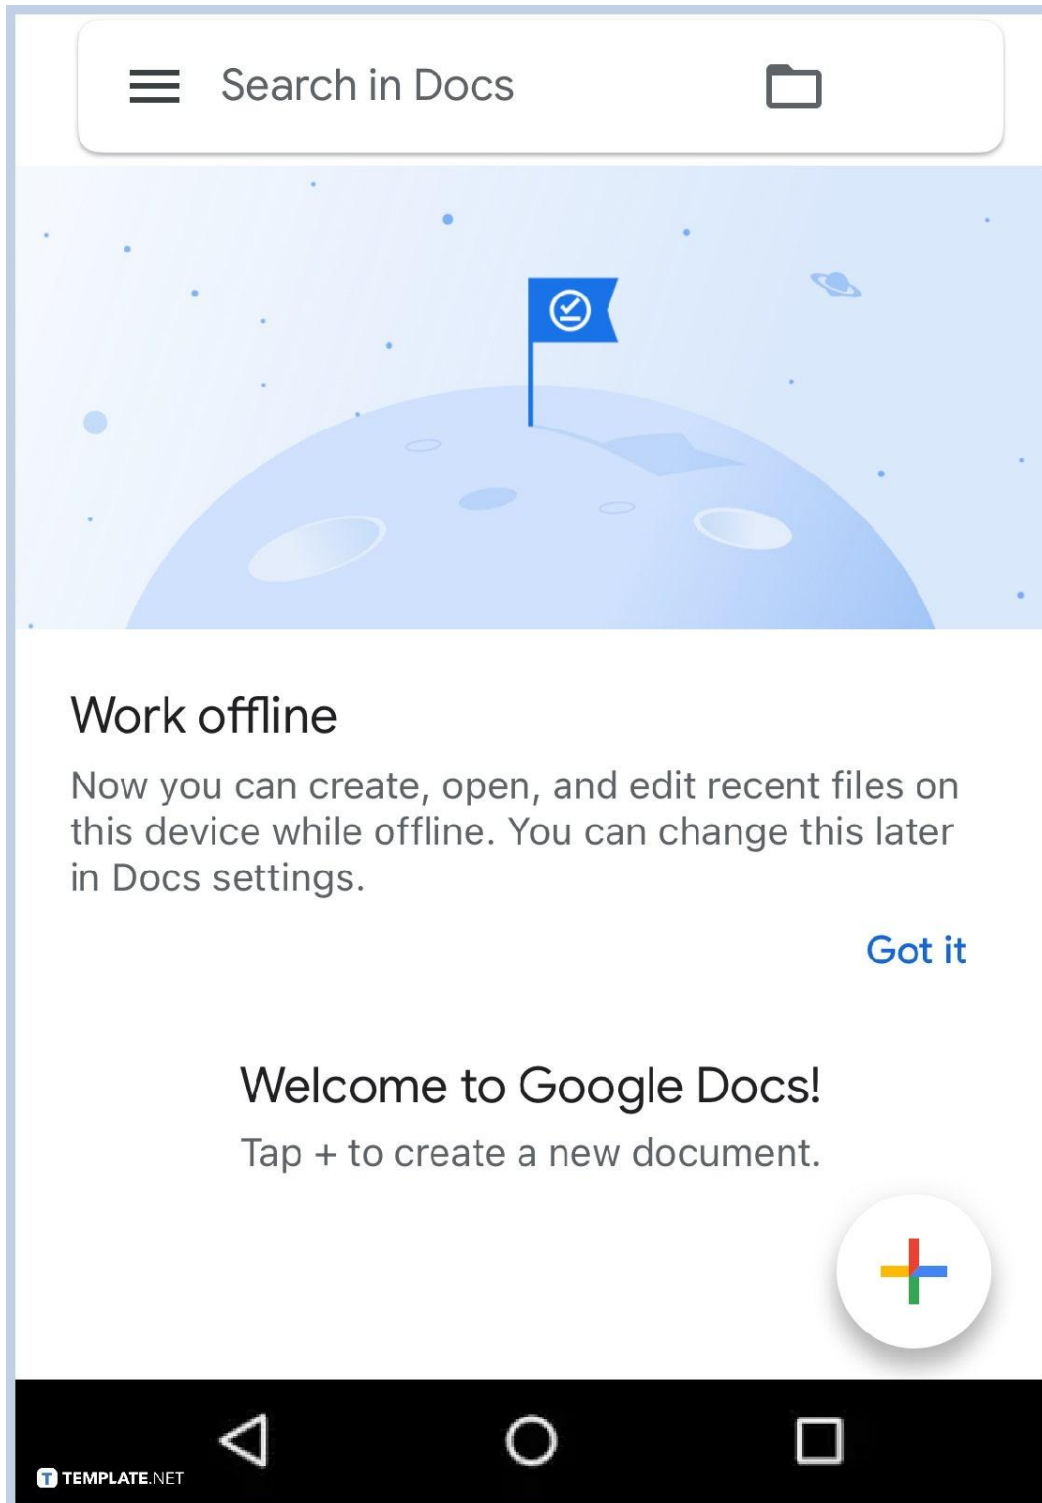 Search in Docs
Work offline
Now you can create, open, and edit recent files on
this device while offline. You can change this later
in Docs settings.
Got it
Welcome to Google Docs!
Tap + to create a new document.
T TEMPLATE.NET